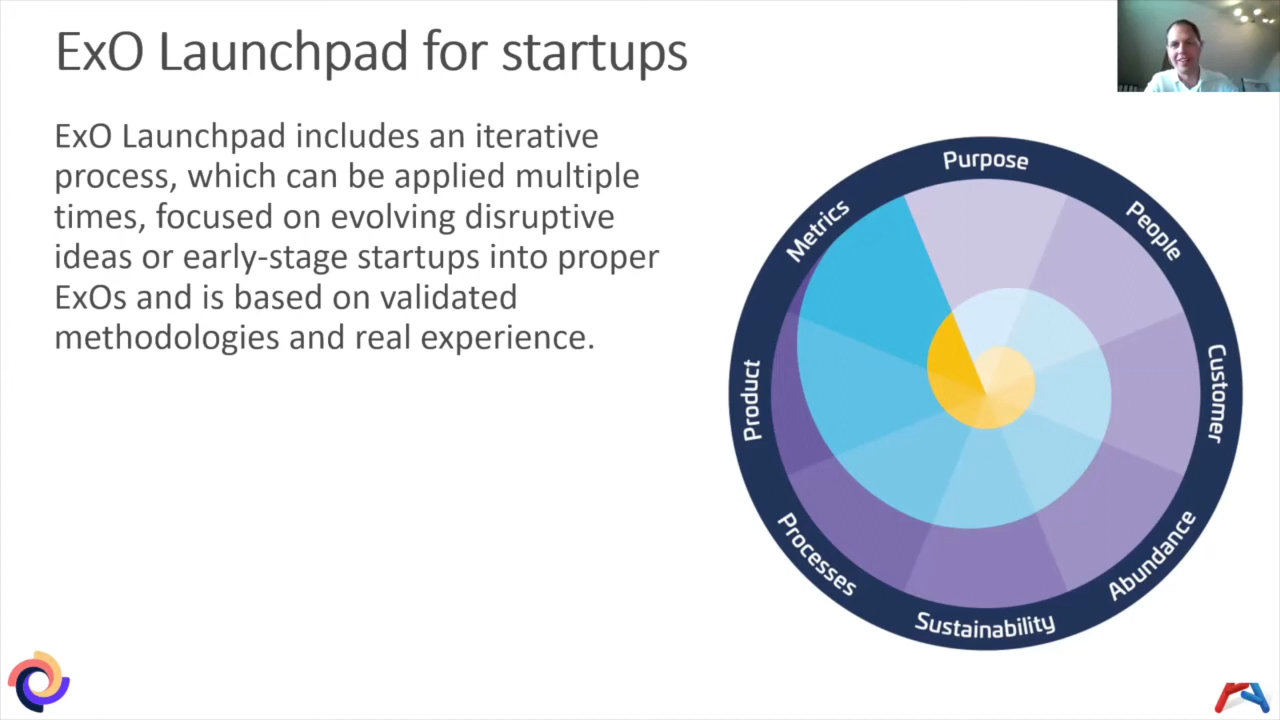 ExO Launchpad for startups
ExO Launchpad includes an iterative
process, which can be applied multiple
times, focused on evolving disruptive
ideas or early-stage startups into proper
ExOs and is based on validated
methodologies and real experience.
Purpose
People
Customer
Abundance
Sustainability
Processes
Product
Metrics